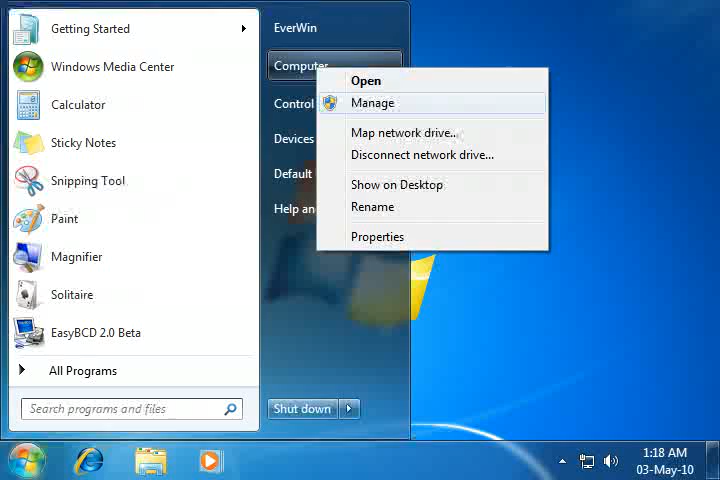 Getting Started
Windows Media Center
Calculator
Sticky Notes
Snipping Tool
Paint
Magnifier
Solitaire
EasyBCD 2.0 Beta
All Programs
Search programs and files
EverWin
Computer
Control
Devices
Default
Help an
Shut down
Open
Manage
Map network drive...
Disconnect network drive...
Show on Desktop
Rename
Properties
1:18 AM
03-May-10